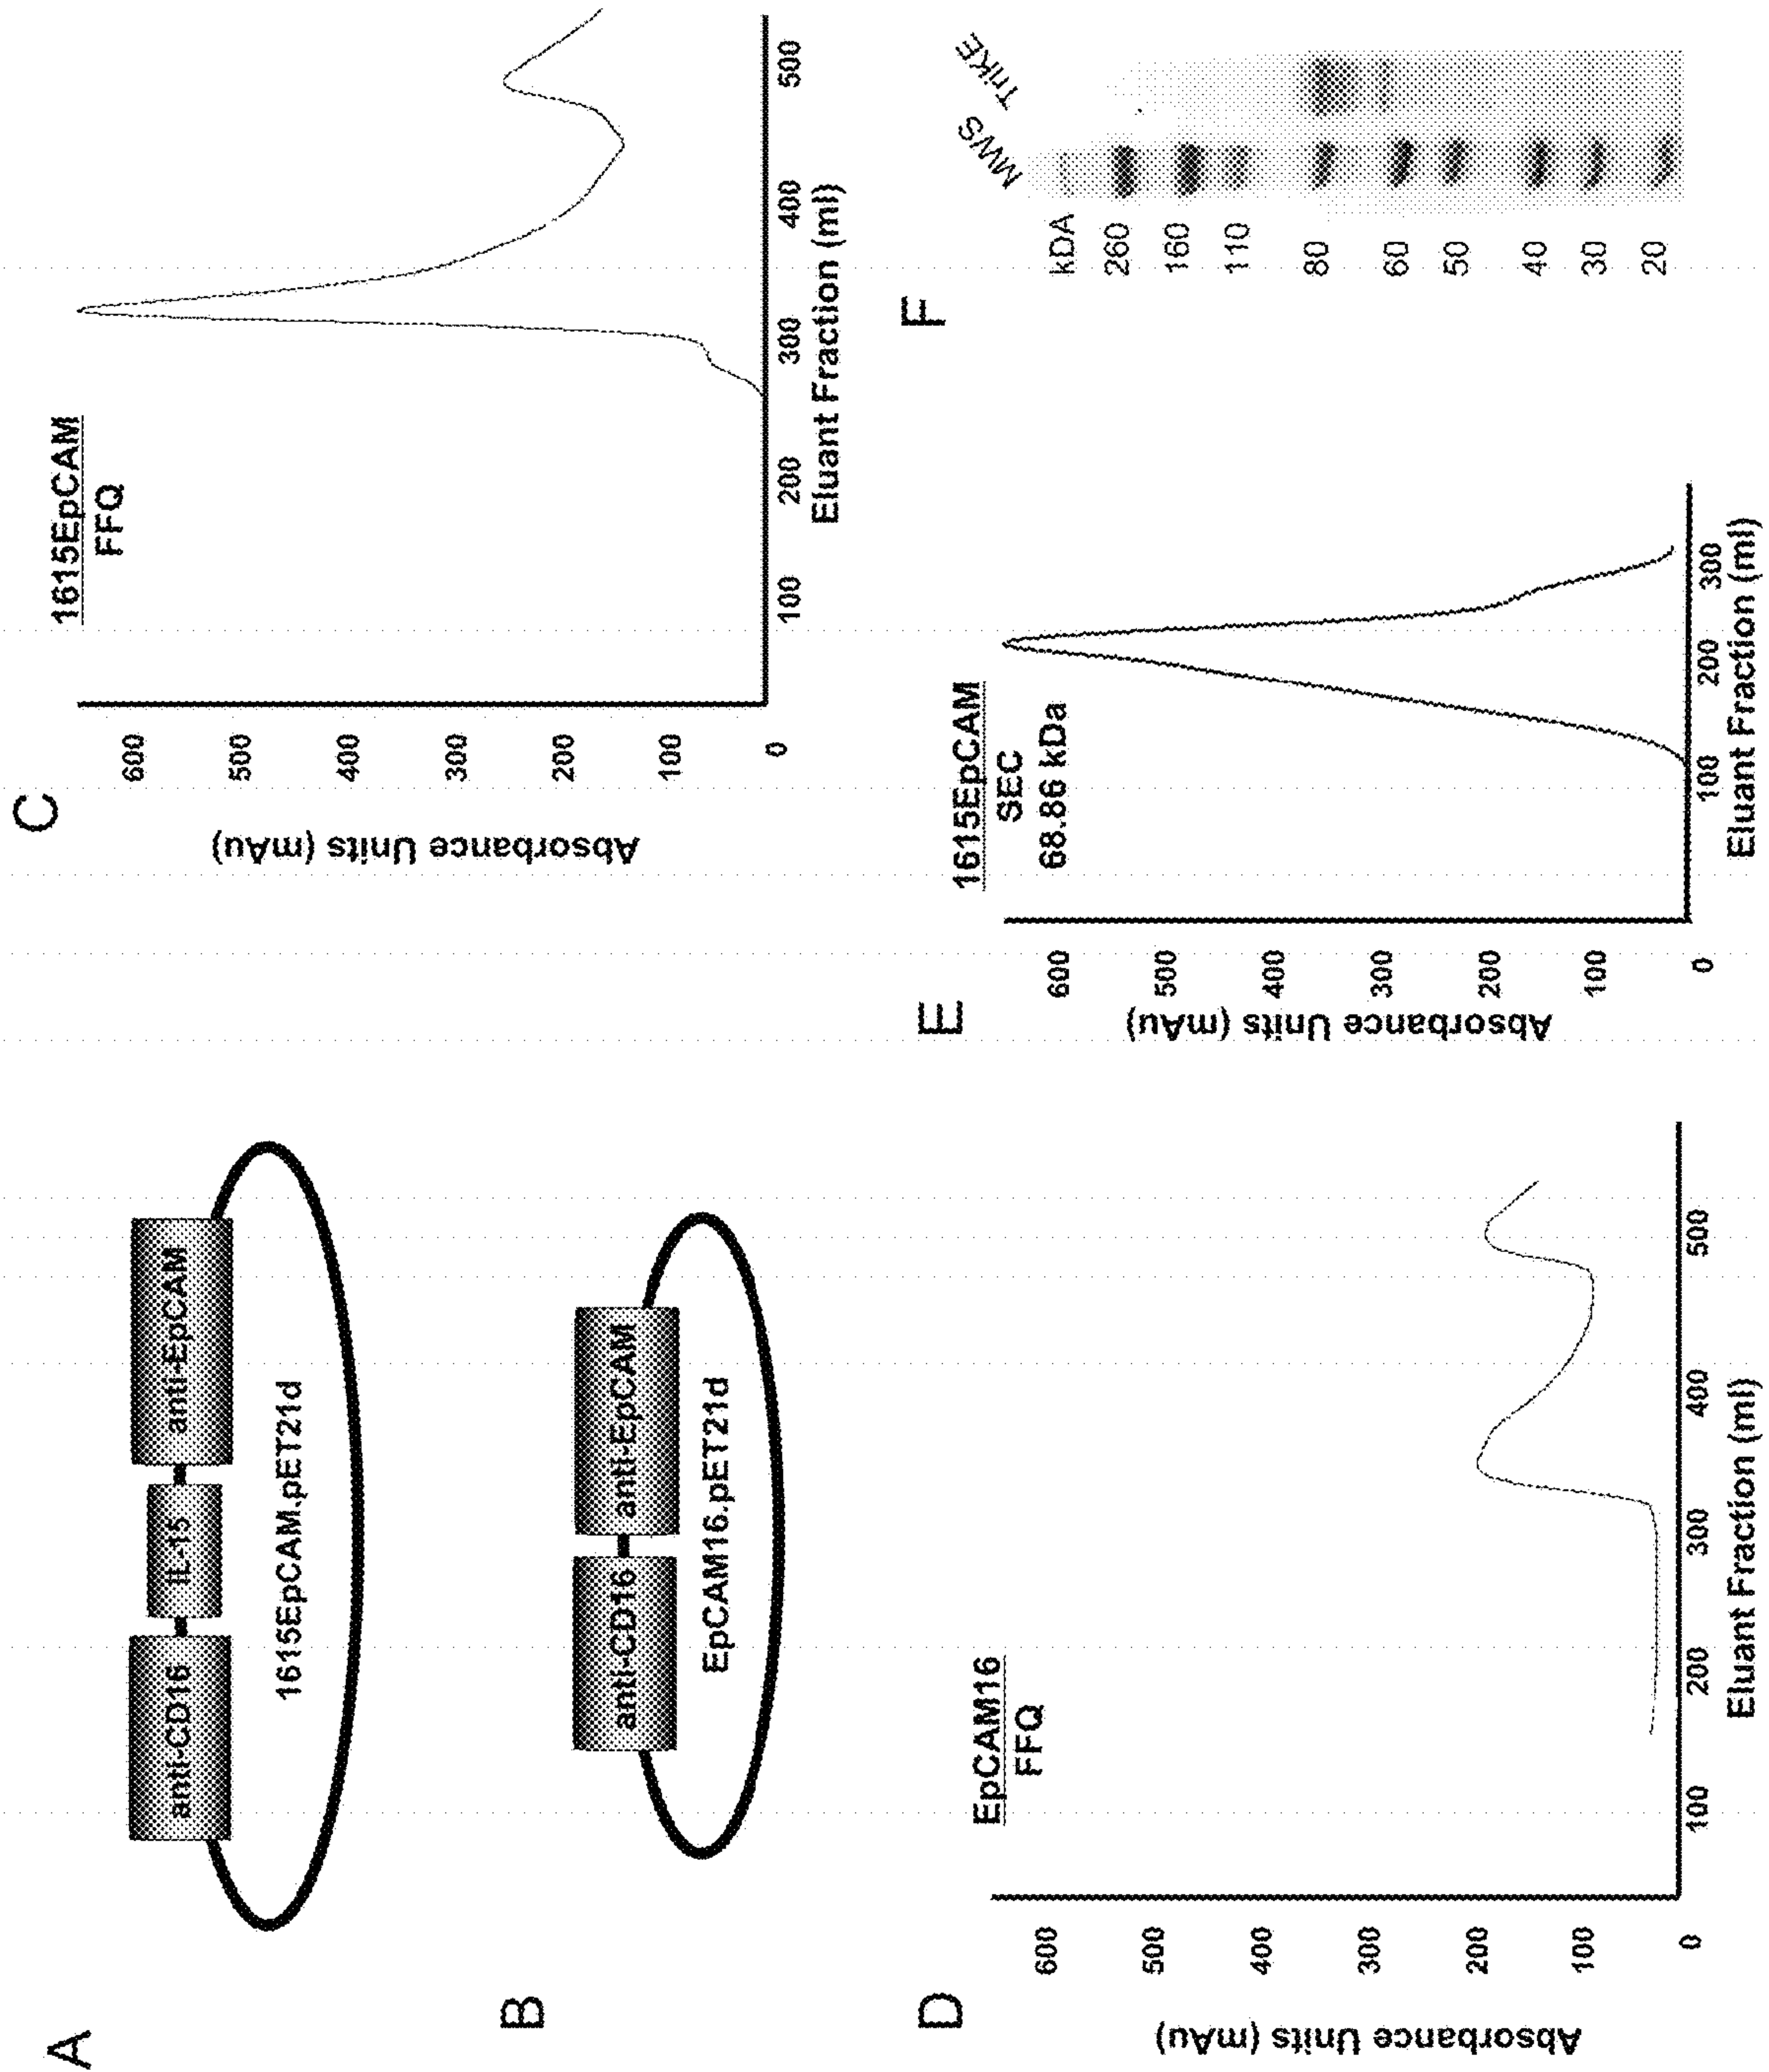 A
anti-CD16
IL-15
anti-EpCAM
1615EpCAM.pET21d
B
anti-CD16
anti-EpCAM
EpCAM16.pET21d
C
1615EpCAM
FFQ
Absorbance Units (mAu)
600
500
400
300
200
100
0
100 200 300 400 500
Eluant Fraction (ml)
D
EpCAM16
FFQ
Absorbance Units (mAu)
600
500
400
300
200
100
0
100 200 300 400 500
Eluant Fraction (ml)
E
1615EpCAM
SEC
68.86 kDa
Absorbance Units (mAu)
600
500
400
300
200
100
0
100 200 300
Eluant Fraction (ml)
F
MWS
TriKE
kDA
260
160
110
80
60
50
40
30
20